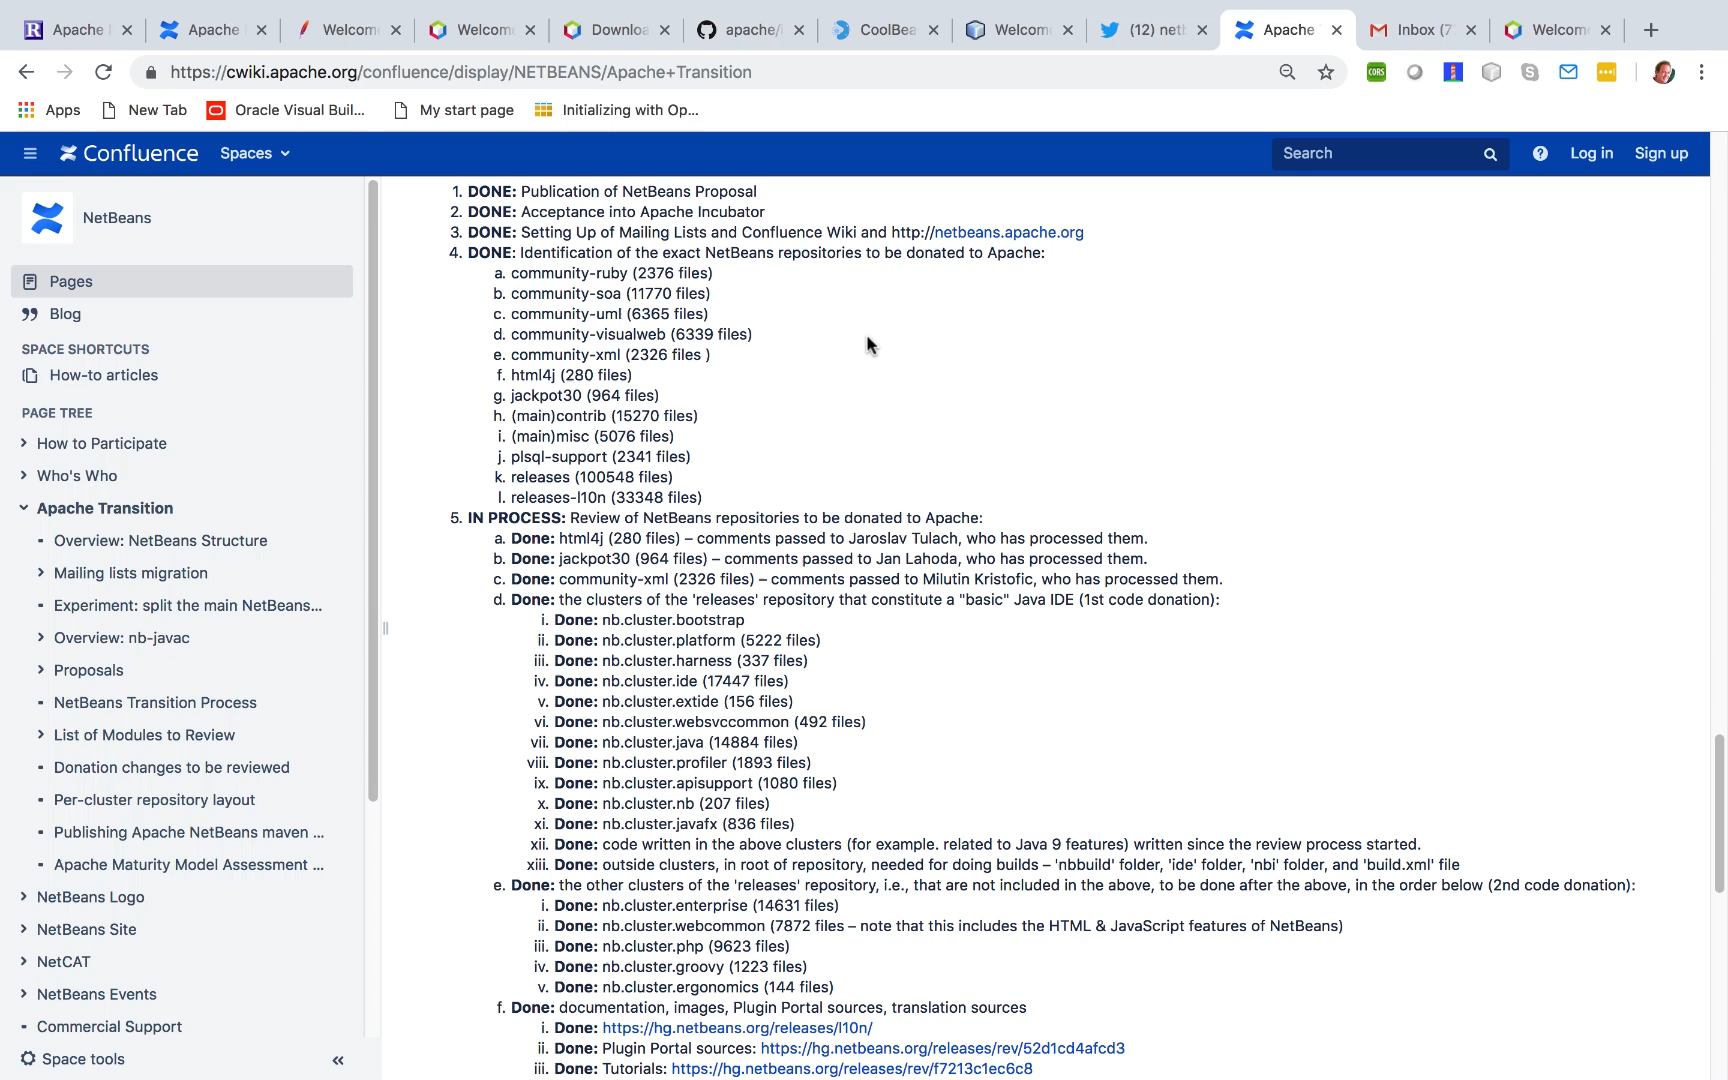 Apache
Apache
Welcom
Welcom
Downlo
apache/
CoolBea
Welcom
(12) net
Apache
Inbox (7
Welcom
https://cwiki.apache.org/confluence/display/NETBEANS/Apache+Transition
CORS
Apps
New Tab
Oracle Visual Buil...
My start page
Initializing with Op...
Confluence
Spaces
Search
Log in
Sign up
NetBeans
Pages
Blog
SPACE SHORTCUTS
How-to articles
PAGE TREE
How to Participate
Who's Who
Apache Transition
Overview: NetBeans Structure
Mailing lists migration
Experiment: split the main NetBeans...
Overview: nb-javac
Proposals
NetBeans Transition Process
List of Modules to Review
Donation changes to be reviewed
Per-cluster repository layout
Publishing Apache NetBeans maven ...
Apache Maturity Model Assessment ...
NetBeans Logo
NetBeans Site
NetCAT
NetBeans Events
Commercial Support
Space tools
1. DONE: Publication of NetBeans Proposal
2. DONE: Acceptance into Apache Incubator
3. DONE: Setting Up of Mailing Lists and Confluence Wiki and http://netbeans.apache.org
4. DONE: Identification of the exact NetBeans repositories to be donated to Apache:
a. community-ruby (2376 files)
b. community-soa (11770 files)
c. community-uml (6365 files)
d. community-visualweb (6339 files)
e. community-xml (2326 files )
f. html4j (280 files)
g. jackpot30 (964 files)
h. (main)contrib (15270 files)
i. (main)misc (5076 files)
j. plsql-support (2341 files)
k. releases (100548 files)
l. releases-l10n (33348 files)
5. IN PROCESS: Review of NetBeans repositories to be donated to Apache:
a. Done: html4j (280 files) – comments passed to Jaroslav Tulach, who has processed them.
b. Done: jackpot30 (964 files) – comments passed to Jan Lahoda, who has processed them.
c. Done: community-xml (2326 files) – comments passed to Milutin Kristofic, who has processed them.
d. Done: the clusters of the 'releases' repository that constitute a "basic" Java IDE (1st code donation):
i. Done: nb.cluster.bootstrap
ii. Done: nb.cluster.platform (5222 files)
iii. Done: nb.cluster.harness (337 files)
iv. Done: nb.cluster.ide (17447 files)
v. Done: nb.cluster.extide (156 files)
vi. Done: nb.cluster.websvccommon (492 files)
vii. Done: nb.cluster.java (14884 files)
viii. Done: nb.cluster.profiler (1893 files)
ix. Done: nb.cluster.apisupport (1080 files)
x. Done: nb.cluster.nb (207 files)
xi. Done: nb.cluster.javafx (836 files)
xii. Done: code written in the above clusters (for example. related to Java 9 features) written since the review process started.
xiii. Done: outside clusters, in root of repository, needed for doing builds – 'nbbuild' folder, 'ide' folder, 'nbi' folder, and 'build.xml' file
e. Done: the other clusters of the 'releases' repository, i.e., that are not included in the above, to be done after the above, in the order below (2nd code donation):
i. Done: nb.cluster.enterprise (14631 files)
ii. Done: nb.cluster.webcommon (7872 files – note that this includes the HTML & JavaScript features of NetBeans)
iii. Done: nb.cluster.php (9623 files)
iv. Done: nb.cluster.groovy (1223 files)
v. Done: nb.cluster.ergonomics (144 files)
f. Done: documentation, images, Plugin Portal sources, translation sources
i. Done: https://hg.netbeans.org/releases/l10n/
ii. Done: Plugin Portal sources: https://hg.netbeans.org/releases/rev/52d1cd4afcd3
iii. Done: Tutorials: https://hg.netbeans.org/releases/rev/f7213c1ec6c8